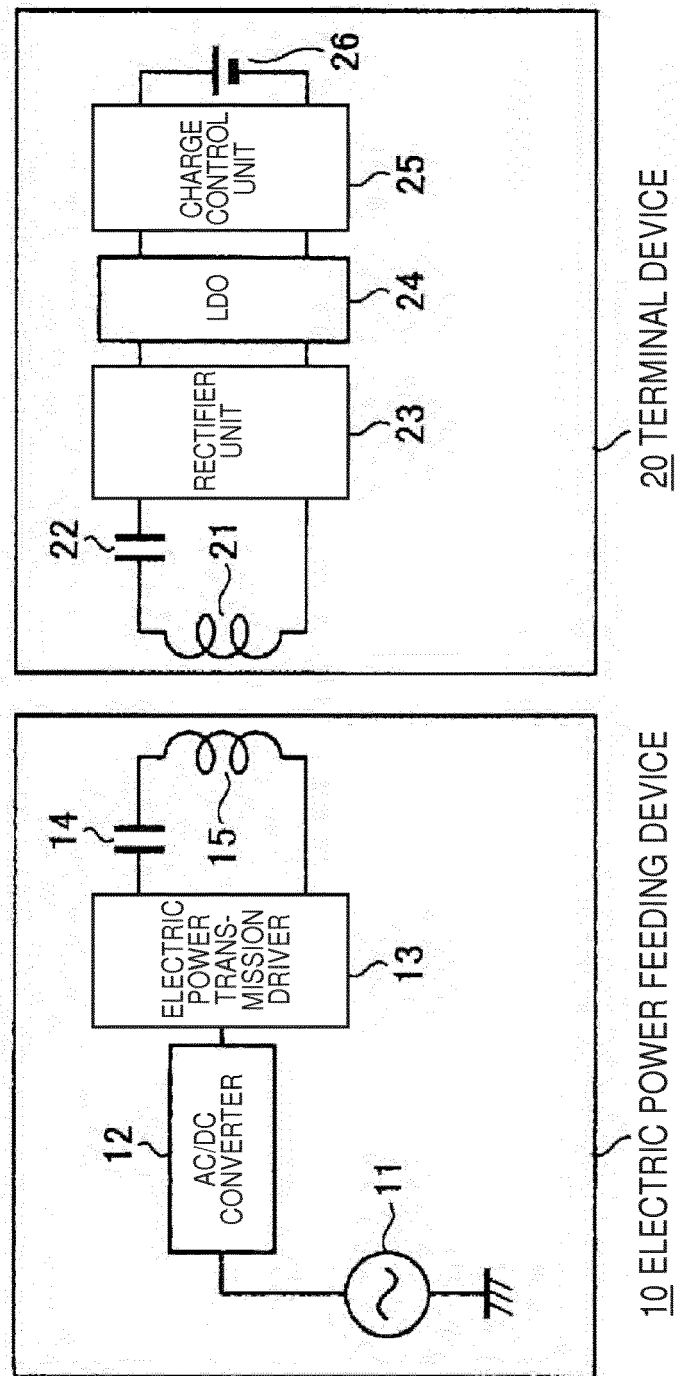 11
12
AC/DC
CONVERTER
ELECTRIC
POWER
TRANS-
MISSION
DRIVER
13
14
15
10 ELECTRIC POWER FEEDING DEVICE
21
22
RECTIFIER
UNIT
23
LDO
24
CHARGE
CONTROL
UNIT
25
26
20 TERMINAL DEVICE